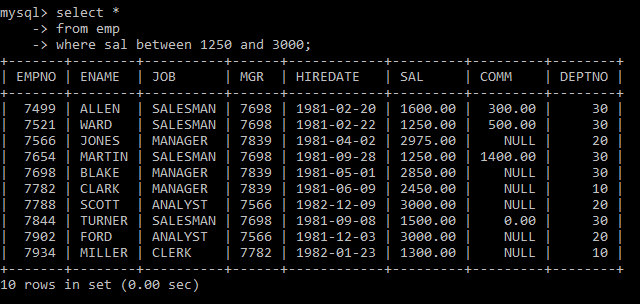 mysql> select *
    -> from emp
    -> where sal between 1250 and 3000;
+-------+--------+----------+------+------------+---------+---------+--------+
| EMPNO | ENAME  | JOB      | MGR  | HIREDATE   | SAL     | COMM    | DEPTNO |
+-------+--------+----------+------+------------+---------+---------+--------+
|  7499 | ALLEN  | SALESMAN | 7698 | 1981-02-20 | 1600.00 |  300.00 |     30 |
|  7521 | WARD   | SALESMAN | 7698 | 1981-02-22 | 1250.00 |  500.00 |     30 |
|  7566 | JONES  | MANAGER  | 7839 | 1981-04-02 | 2975.00 |    NULL |     20 |
|  7654 | MARTIN | SALESMAN | 7698 | 1981-09-28 | 1250.00 | 1400.00 |     30 |
|  7698 | BLAKE  | MANAGER  | 7839 | 1981-05-01 | 2850.00 |    NULL |     30 |
|  7782 | CLARK  | MANAGER  | 7839 | 1981-06-09 | 2450.00 |    NULL |     10 |
|  7788 | SCOTT  | ANALYST  | 7566 | 1982-12-09 | 3000.00 |    NULL |     20 |
|  7844 | TURNER | SALESMAN | 7698 | 1981-09-08 | 1500.00 |    0.00 |     30 |
|  7902 | FORD   | ANALYST  | 7566 | 1981-12-03 | 3000.00 |    NULL |     20 |
|  7934 | MILLER | CLERK    | 7782 | 1982-01-23 | 1300.00 |    NULL |     10 |
+-------+--------+----------+------+------------+---------+---------+--------+
10 rows in set (0.00 sec)